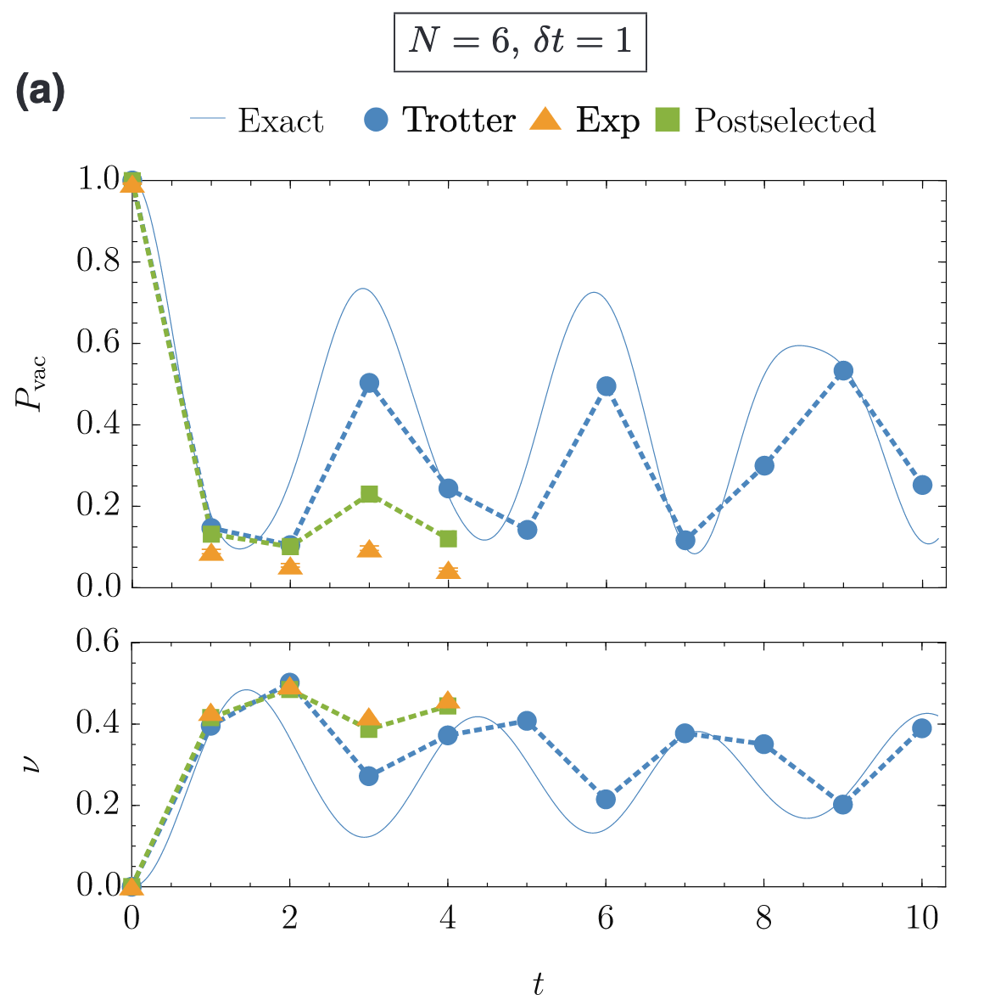 N = 6, δt = 1
(a)
Exact Trotter Exp Postselected
1.0
0.8
0.6
0.4
0.2
0.0
P_vac
0.6
0.4
0.2
0.0
ν
0 2 4 6 8 10
t